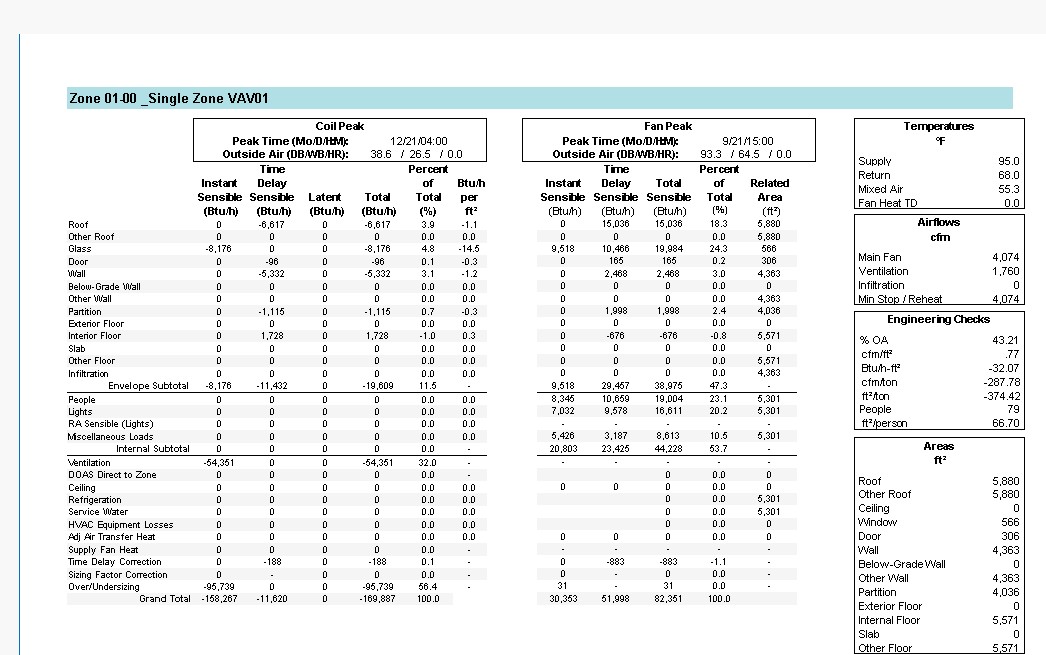 Zone 01-00 _Single Zone VAV01
Coil Peak
Peak Time (Mo/D/H:M): 12/21/04:00
Outside Air (DB/WB/HR): 38.6 / 26.5 / 0.0
Instant Sensible (Btu/h) Time Delay Sensible (Btu/h) Latent (Btu/h) Total (Btu/h) Percent of Total (%) Btu/h per ft²
Fan Peak
Peak Time (Mo/D/H:M): 9/21/15:00
Outside Air (DB/WB/HR): 93.3 / 64.5 / 0.0
Instant Sensible (Btu/h) Time Delay Sensible (Btu/h) Total Sensible (Btu/h) Percent of Total (%) Related Area (ft²)
Roof 0 -6,617 0 -6,617 3.9 -1.1 0 15,036 15,036 18.3 5,880
Other Roof 0 0 0 0 0.0 0.0 0 0 0 0.0 5,880
Glass -8,176 0 0 -8,176 4.8 -14.5 9,518 10,466 19,984 24.3 566
Door 0 -96 0 -96 0.1 -0.3 0 165 165 0.2 306
Wall 0 -5,332 0 -5,332 3.1 -1.2 0 2,468 2,468 3.0 4,363
Below-Grade Wall 0 0 0 0 0.0 0.0 0 0 0 0.0 0
Other Wall 0 0 0 0 0.0 0.0 0 0 0 0.0 4,363
Partition 0 -1,115 0 -1,115 0.7 -0.3 0 1,998 1,998 2.4 4,036
Exterior Floor 0 0 0 0 0.0 0.0 0 0 0 0.0 0
Interior Floor 0 1,728 0 1,728 -1.0 0.3 0 -676 -676 -0.8 5,571
Slab 0 0 0 0 0.0 0.0 0 0 0 0.0 0
Other Floor 0 0 0 0 0.0 0.0 0 0 0 0.0 5,571
Infiltration 0 0 0 0 0.0 0.0 0 0 0 0.0 4,363
Envelope Subtotal -8,176 -11,432 0 -19,609 11.5 - 9,518 29,457 38,975 47.3 -
People 0 0 0 0 0.0 0.0 8,345 10,659 19,004 23.1 5,301
Lights 0 0 0 0 0.0 0.0 7,032 9,578 16,611 20.2 5,301
RA Sensible (Lights) 0 0 0 0 0.0 0.0 - - - - -
Miscellaneous Loads 0 0 0 0 0.0 0.0 5,426 3,187 8,613 10.5 5,301
Internal Subtotal 0 0 0 0 0.0 - 20,803 23,425 44,228 53.7 -
Ventilation -54,351 0 0 -54,351 32.0 - - - - - -
DOAS Direct to Zone 0 0 0 0 0.0 - 0 0.0 0
Ceiling 0 0 0 0 0.0 0.0 0 0 0 0.0 0
Refrigeration 0 0 0 0 0.0 0.0 0 0.0 5,301
Service Water 0 0 0 0 0.0 0.0 0 0.0 5,301
HVAC Equipment Losses 0 0 0 0 0.0 0.0 0 0.0 0
Adj Air Transfer Heat 0 0 0 0 0.0 0.0 0 0 0 0.0 0
Supply Fan Heat 0 0 0 0 0.0 - - - - - -
Time Delay Correction 0 -188 0 -188 0.1 - - -883 -883 -1.1 -
Sizing Factor Correction 0 - 0 0 0.0 - 0 - 0 0.0 -
Over/Undersizing -95,739 0 0 -95,739 56.4 - 31 - 31 0.0 -
Grand Total -158,267 -11,620 0 -169,887 100.0 30,353 51,998 82,351 100.0
Temperatures
°F
Supply 95.0
Return 68.0
Mixed Air 55.3
Fan Heat TD 0.0
Airflows
cfm
Main Fan 4,074
Ventilation 1,760
Infiltration 0
Min Stop / Reheat 4,074
Engineering Checks
% OA 43.21
cfm/ft² .77
Btu/h-ft² -32.07
cfm/ton -287.78
ft²/ton -374.42
People 79
ft²/person 66.70
Areas
ft²
Roof 5,880
Other Roof 5,880
Ceiling 0
Window 566
Door 306
Wall 4,363
Below-Grade Wall 0
Other Wall 4,363
Partition 4,036
Exterior Floor 0
Internal Floor 5,571
Slab 0
Other Floor 5,571